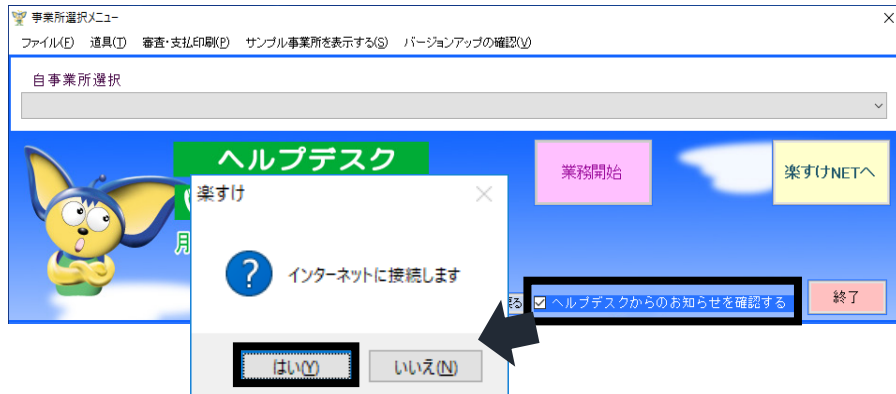 事業所選択メニュー
ファイル(F) 道具(T) 審査・支払印刷(P) サンプル事業所を表示する(S) バージョンアップの確認(V)
自事業所選択
ヘルプデスク
業務開始
楽すけNETへ
月
楽すけ
インターネットに接続します
はい(Y)
いいえ(N)
る
ヘルプデスクからのお知らせを確認する
終了